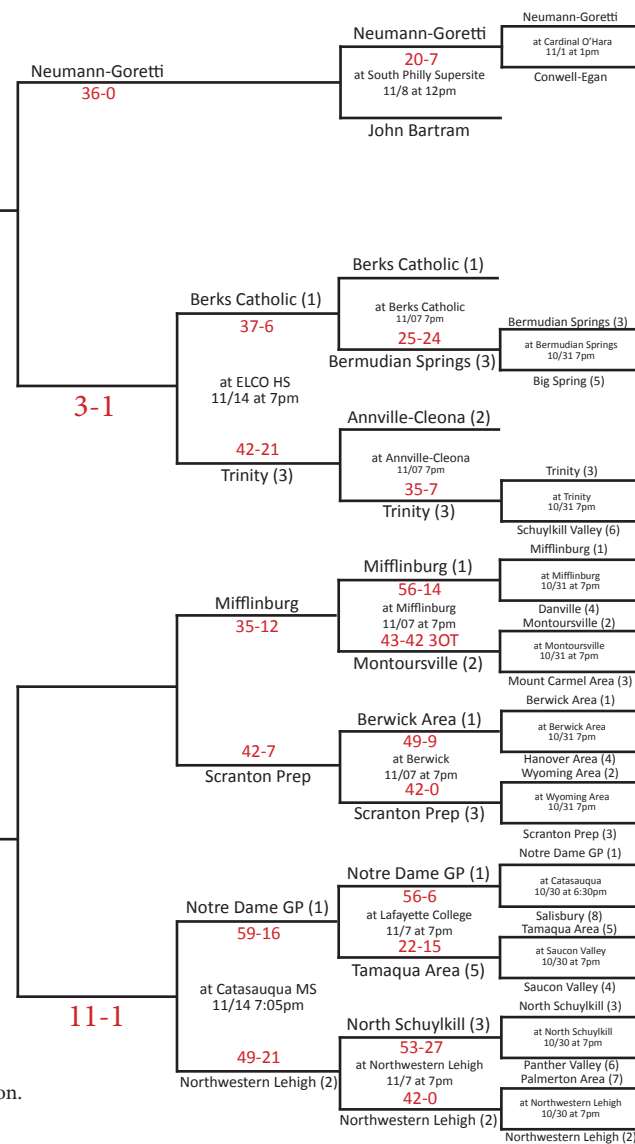 Neumann-Goretti
at Cardinal O'Hara
11/1 at 1pm
Conwell-Egan
Neumann-Goretti
20-7
at South Philly Supersite
11/8 at 12pm
John Bartram
Neumann-Goretti
36-0
Berks Catholic (1)
at Berks Catholic
11/07 7pm
25-24
Bermudian Springs (3)
Bermudian Springs (3)
at Bermudian Springs
10/31 7pm
Big Spring (5)
Berks Catholic (1)
37-6
at ELCO HS
11/14 at 7pm
42-21
Trinity (3)
3-1
Annville-Cleona (2)
at Annville-Cleona
11/07 7pm
35-7
Trinity (3)
Trinity (3)
at Trinity
10/31 7pm
Schuylkill Valley (6)
Mifflinburg (1)
at Mifflinburg
10/31 at 7pm
Danville (4)
Montoursville (2)
at Montoursville
10/31 at 7pm
Mount Carmel Area (3)
Mifflinburg (1)
56-14
at Mifflinburg
11/07 at 7pm
43-42 3OT
Montoursville (2)
Mifflinburg
35-12
42-7
Scranton Prep
Berwick Area (1)
49-9
at Berwick
11/07 at 7pm
42-0
Scranton Prep (3)
Berwick Area (1)
at Berwick Area
10/31 7pm
Hanover Area (4)
Wyoming Area (2)
at Wyoming Area
10/31 7pm
Scranton Prep (3)
Notre Dame GP (1)
at Catasauqua
10/30 at 6:30pm
Salisbury (8)
Tamaqua Area (5)
at Saucon Valley
10/30 at 7pm
Saucon Valley (4)
Notre Dame GP (1)
56-6
at Lafayette College
11/7 at 7pm
22-15
Tamaqua Area (5)
Notre Dame GP (1)
59-16
at Catasauqua MS
11/14 7:05pm
49-21
Northwestern Lehigh (2)
11-1
North Schuylkill (3)
53-27
at Northwestern Lehigh
11/7 at 7pm
42-0
Northwestern Lehigh (2)
North Schuylkill (3)
at North Schuylkill
10/30 at 7pm
Panther Valley (6)
Palmerton Area (7)
at Northwestern Lehigh
10/30 at 7pm
Northwestern Lehigh (2)
on.